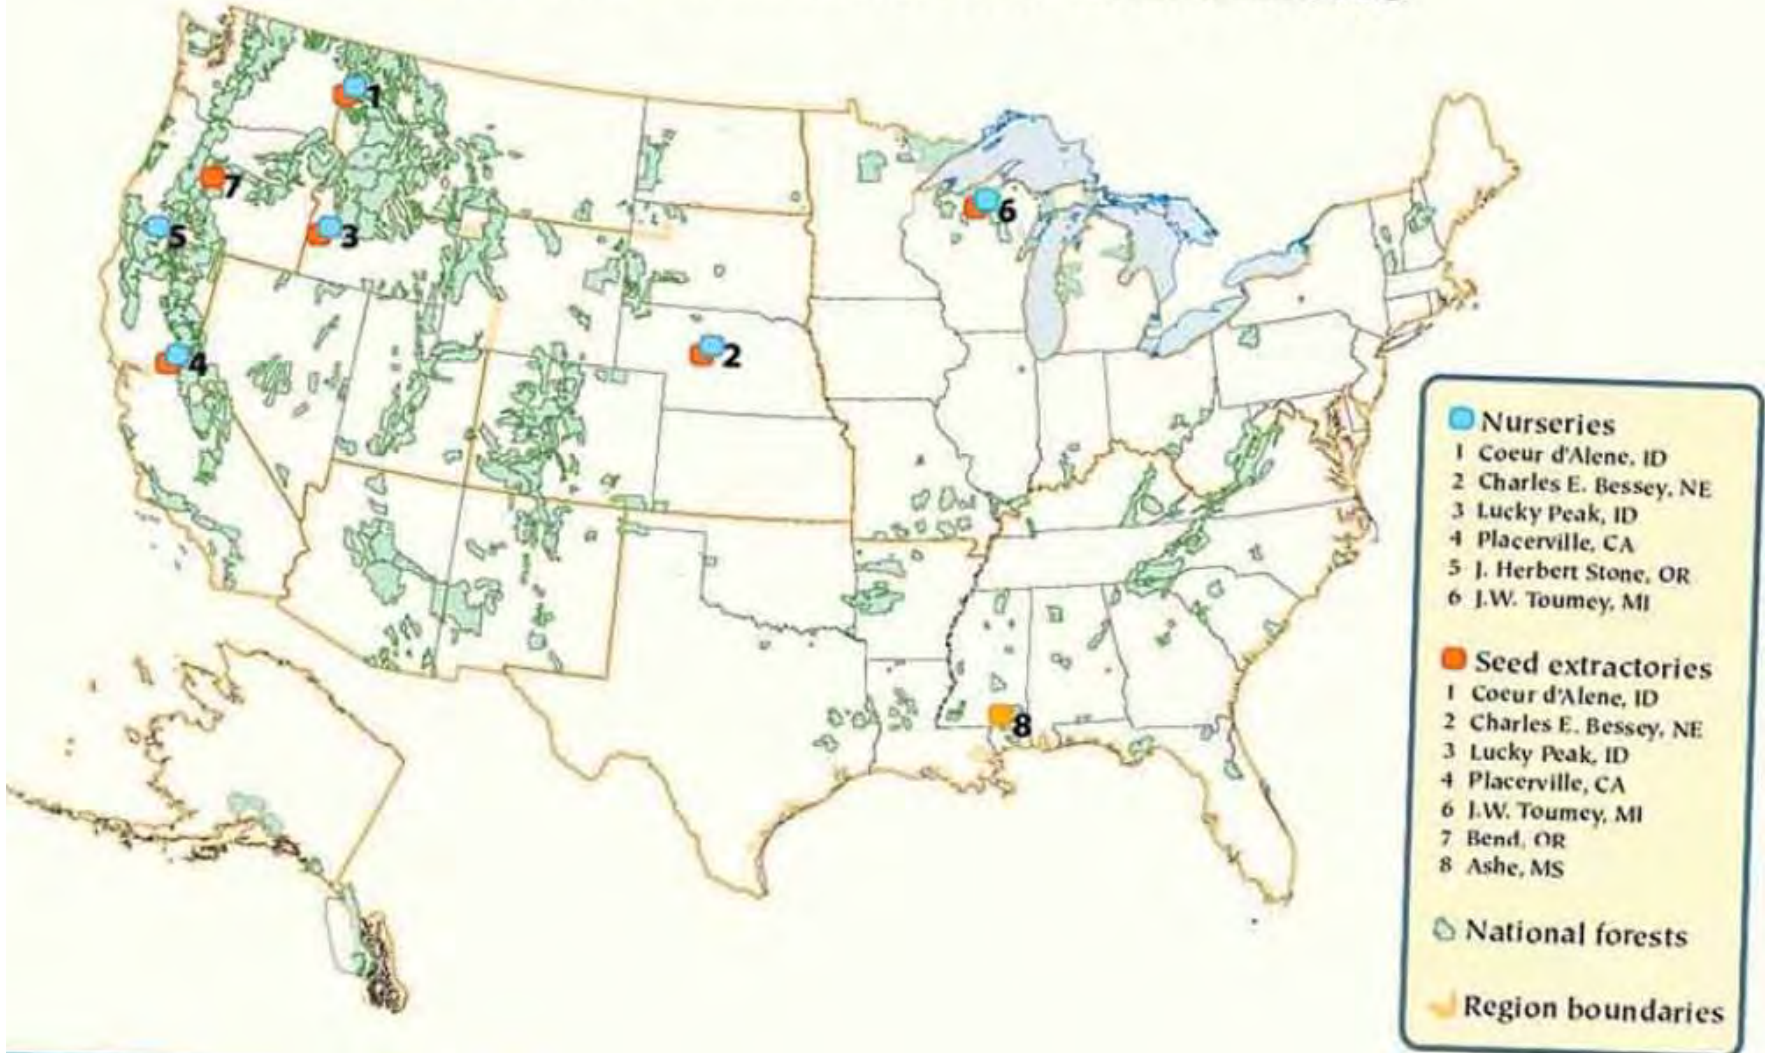 1
7
5
3
6
4
2
8
Nurseries
1 Coeur d'Alene, ID
2 Charles E. Bessey, NE
3 Lucky Peak, ID
4 Placerville, CA
5 J. Herbert Stone, OR
6 J.W. Toumey, MI
Seed extractories
1 Coeur d'Alene, ID
2 Charles E. Bessey, NE
3 Lucky Peak, ID
4 Placerville, CA
6 J.W. Toumey, MI
7 Bend, OR
8 Ashe, MS
National forests
Region boundaries